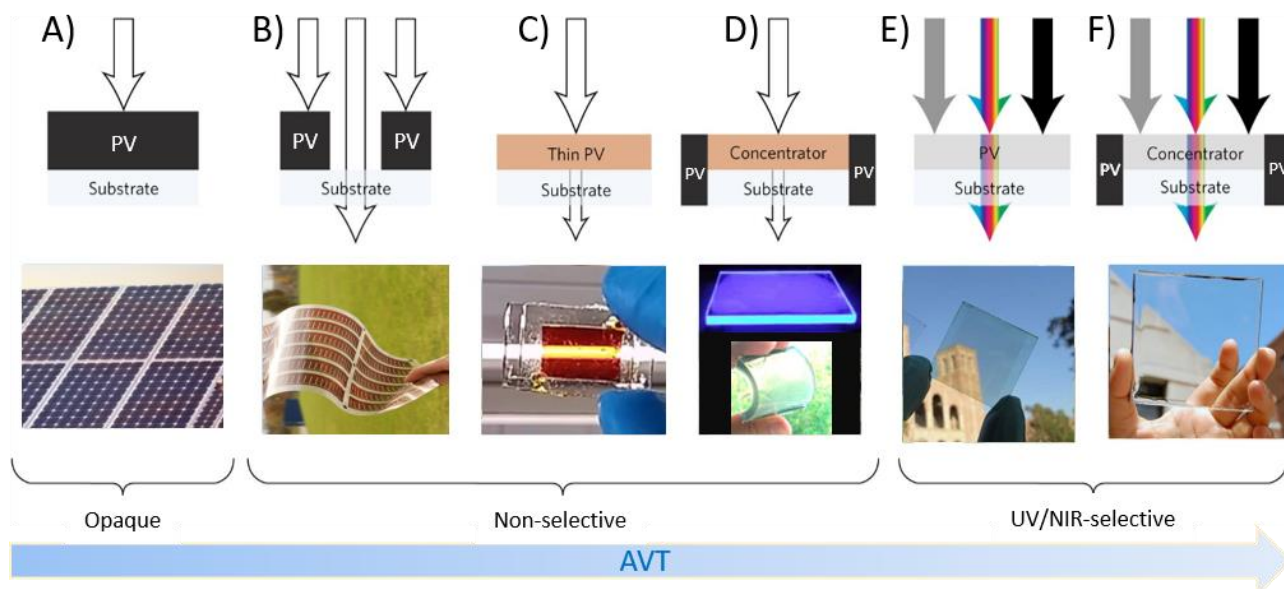 A)
B)
C)
D)
E)
F)
PV
PV
PV
Thin PV
PV
Concentrator
PV
PV
PV
Concentrator
PV
Substrate
Substrate
Substrate
Substrate
Substrate
Substrate
Opaque
Non-selective
UV/NIR-selective
AVT